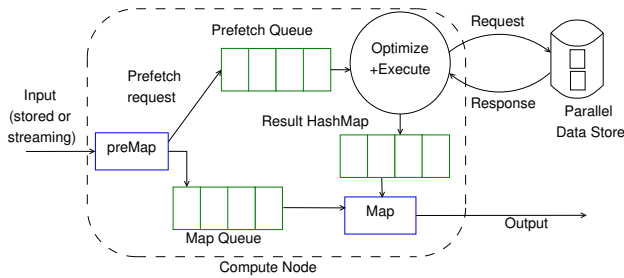 Prefetch Queue
Request
Optimize
+Execute
Prefetch
request
Input
(stored or
streaming)
Response
Parallel
Data Store
Result HashMap
preMap
Map
Map Queue
Output
Compute Node